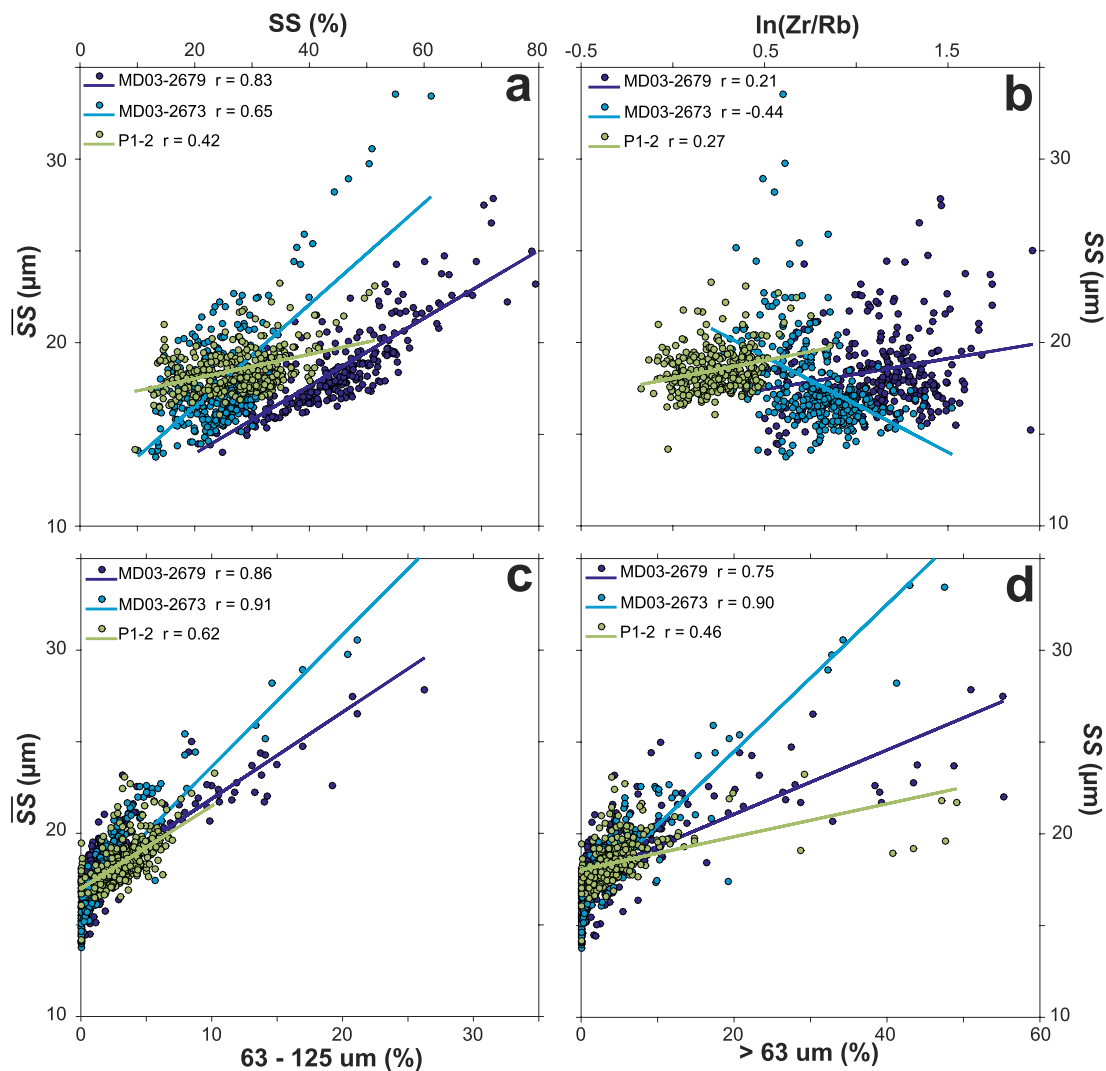 SS (%)
0 20 40 60 80
ln(Zr/Rb)
-0.5 0.5 1.5
a
MD03-2679 r = 0.83
MD03-2673 r = 0.65
P1-2 r = 0.42
30
20
10
S̅S̅ (µm)
b
MD03-2679 r = 0.21
MD03-2673 r = -0.44
P1-2 r = 0.27
30
20
10
SS (µm)
c
MD03-2679 r = 0.86
MD03-2673 r = 0.91
P1-2 r = 0.62
30
20
10
S̅S̅ (µm)
0 10 20 30
63 - 125 um (%)
d
MD03-2679 r = 0.75
MD03-2673 r = 0.90
P1-2 r = 0.46
30
20
10
SS (µm)
0 20 40 60
> 63 um (%)